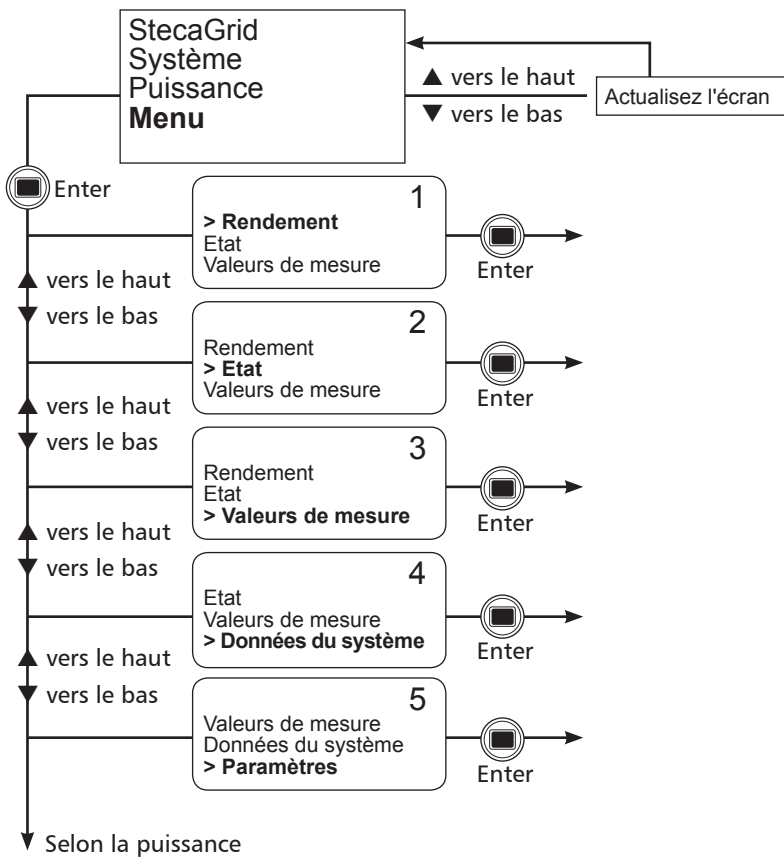 StecaGrid
Système
Puissance
Menu
▲ vers le haut
▼ vers le bas
Actualisez l'écran
Enter
1
> Rendement
Etat
Valeurs de mesure
Enter
▲ vers le haut
▼ vers le bas
2
Rendement
> Etat
Valeurs de mesure
Enter
▲ vers le haut
▼ vers le bas
3
Rendement
Etat
> Valeurs de mesure
Enter
▲ vers le haut
▼ vers le bas
4
Etat
Valeurs de mesure
> Données du système
Enter
▲ vers le haut
▼ vers le bas
5
Valeurs de mesure
Données du système
> Paramètres
Enter
Selon la puissance